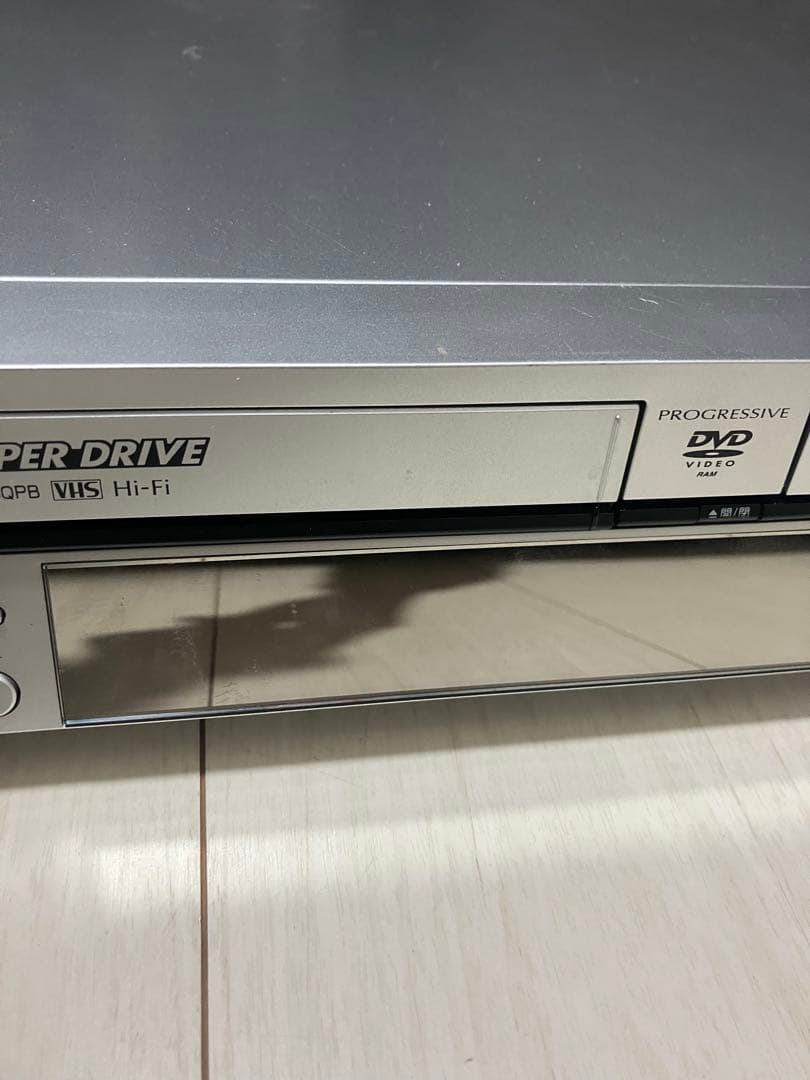 PER DRIVE
QPB VHS Hi-Fi
PROGRESSIVE
DVD
VIDEO
RAM
▲開/閉